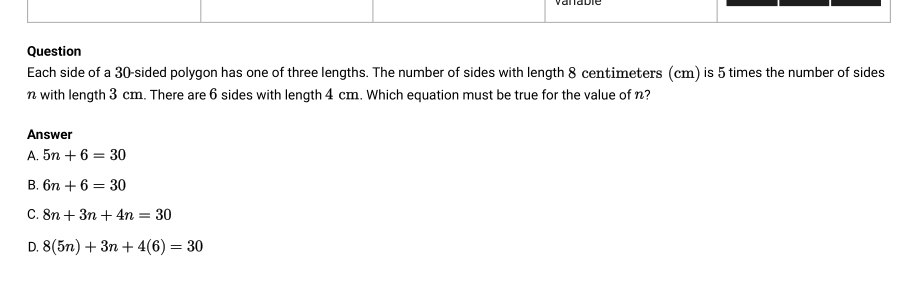 variable
Question
Each side of a 30-sided polygon has one of three lengths. The number of sides with length 8 centimeters (cm) is 5 times the number of sides
n with length 3 cm. There are 6 sides with length 4 cm. Which equation must be true for the value of n?
Answer
A. 5n + 6 = 30
B. 6n + 6 = 30
C. 8n + 3n + 4n = 30
D. 8(5n) + 3n + 4(6) = 30